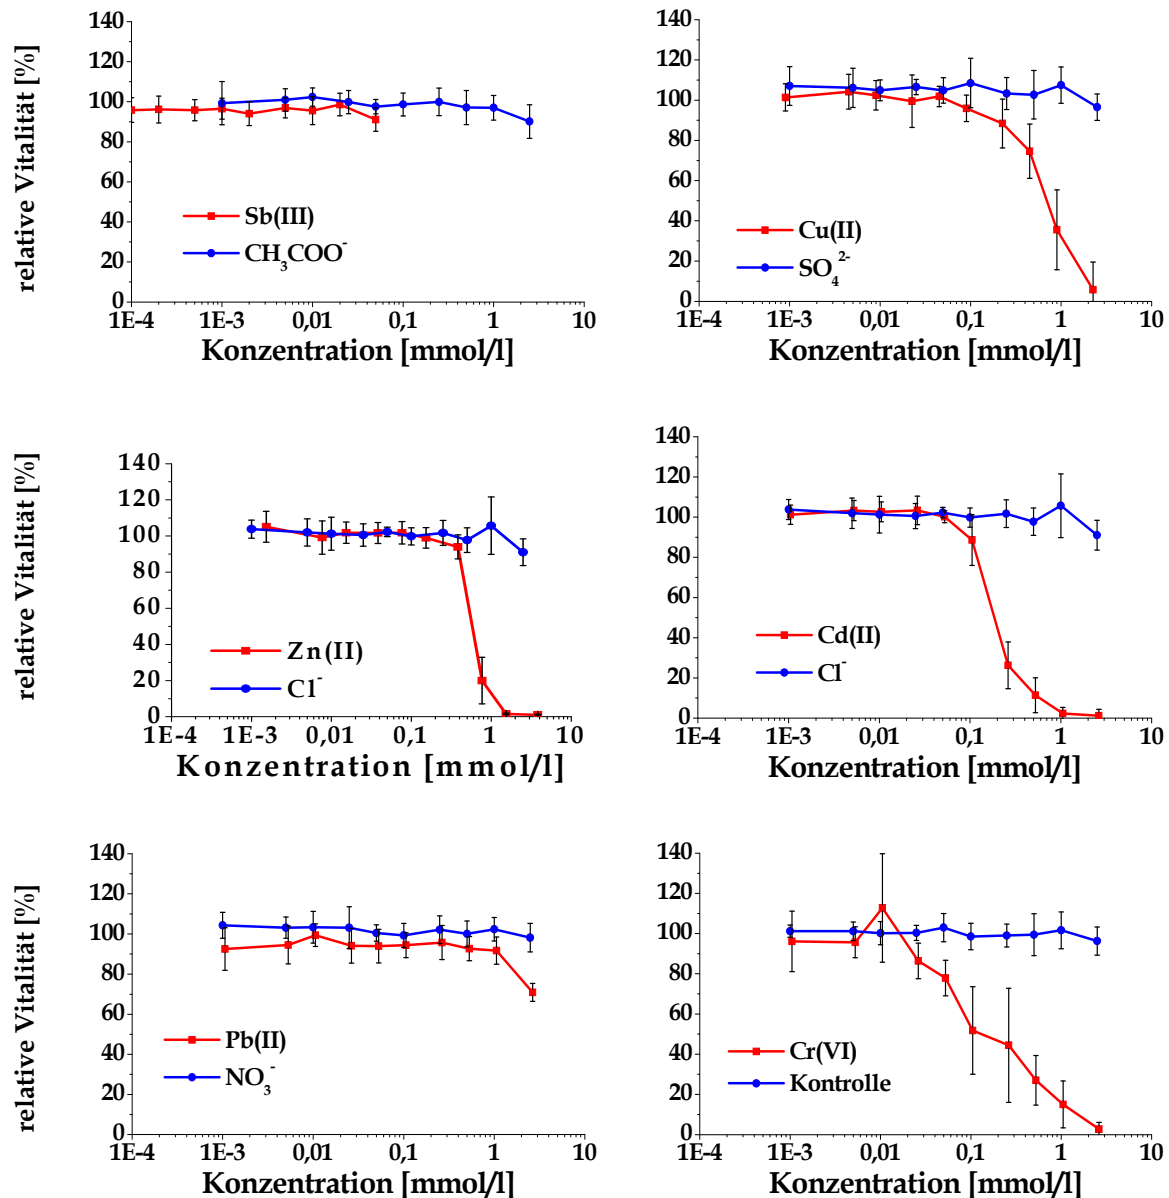 relative Vitalität [%]
140
120
100
80
60
40
20
0
Sb(III)
CH₃COO⁻
1E-4 1E-3 0,01 0,1 1 10
Konzentration [mmol/l]
140
120
100
80
60
40
20
0
Cu(II)
SO₄²⁻
1E-4 1E-3 0,01 0,1 1 10
Konzentration [mmol/l]
relative Vitalität [%]
140
120
100
80
60
40
20
0
Zn(II)
Cl⁻
1E-4 1E-3 0,01 0,1 1 10
Konzentration [mmol/l]
140
120
100
80
60
40
20
0
Cd(II)
Cl⁻
1E-4 1E-3 0,01 0,1 1 10
Konzentration [mmol/l]
relative Vitalität [%]
140
120
100
80
60
40
20
0
Pb(II)
NO₃⁻
1E-4 1E-3 0,01 0,1 1 10
Konzentration [mmol/l]
140
120
100
80
60
40
20
0
Cr(VI)
Kontrolle
1E-4 1E-3 0,01 0,1 1 10
Konzentration [mmol/l]